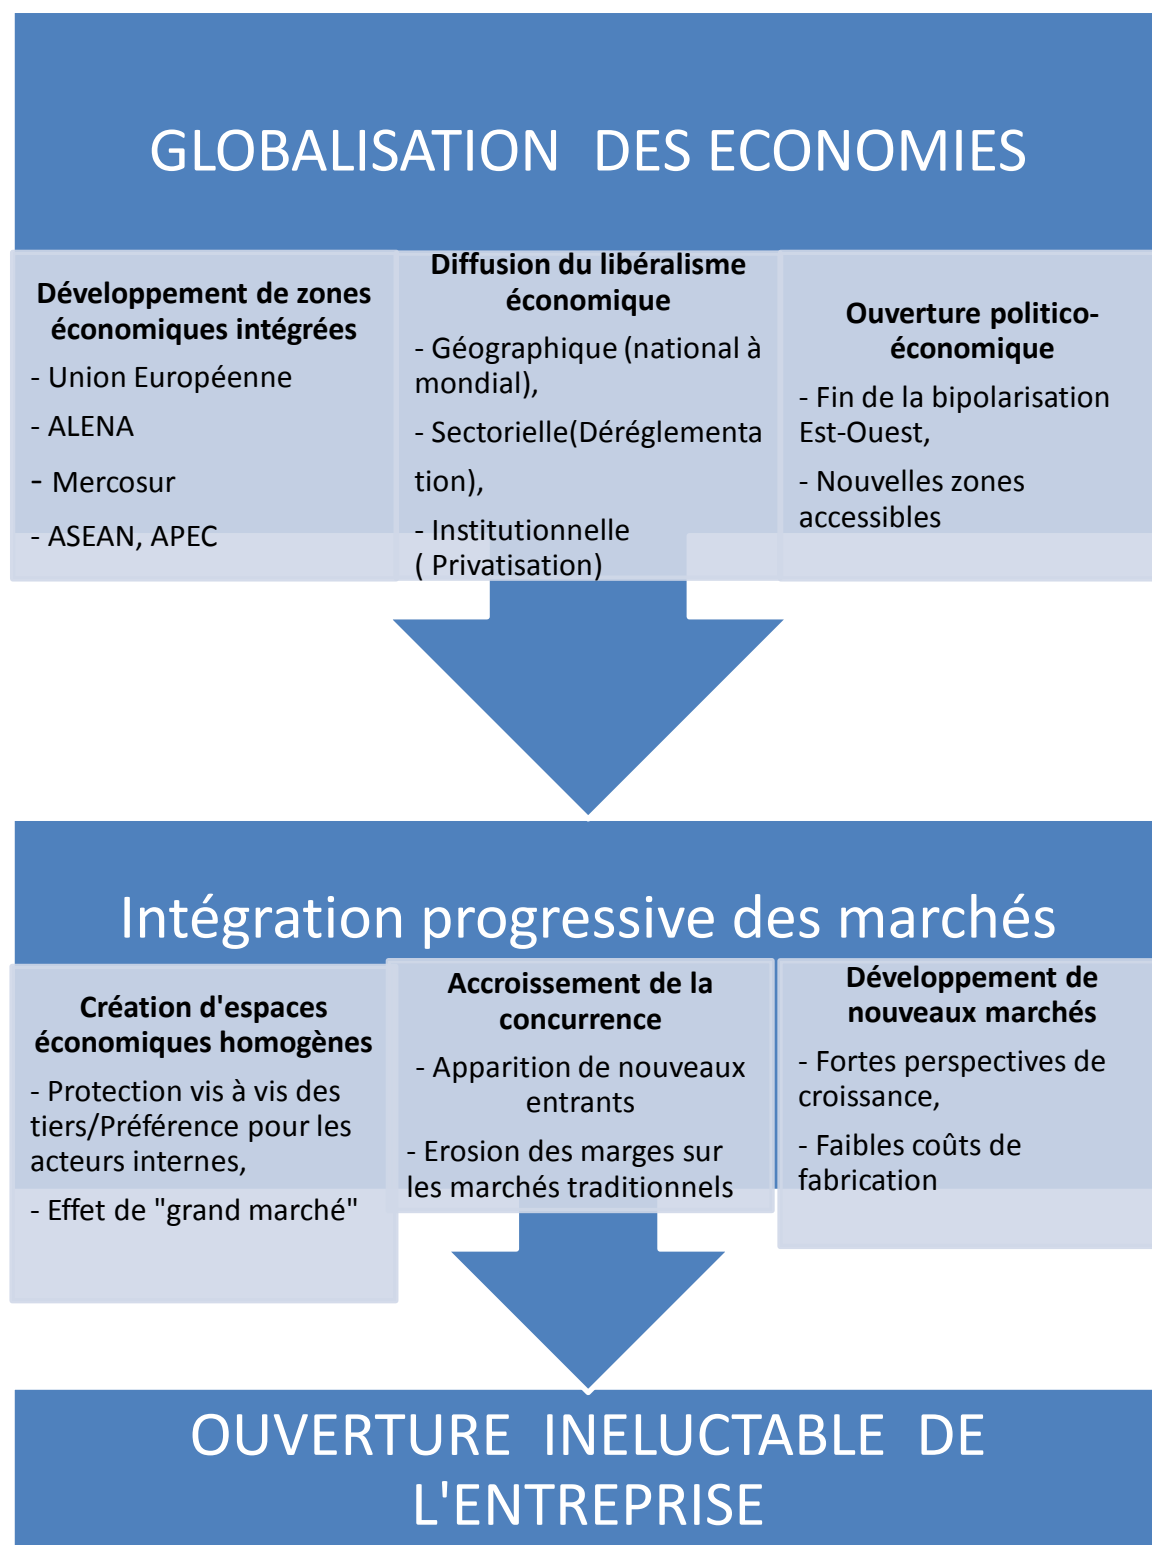 GLOBALISATION DES ECONOMIES
Développement de zones
économiques intégrées
- Union Européenne
- ALENA
- Mercosur
- ASEAN, APEC
Diffusion du libéralisme
économique
- Géographique (national à
mondial),
- Sectorielle(Déréglementa
tion),
- Institutionnelle
( Privatisation)
Ouverture politico-
économique
- Fin de la bipolarisation
Est-Ouest,
- Nouvelles zones
accessibles
Intégration progressive des marchés
Création d'espaces
économiques homogènes
- Protection vis à vis des
tiers/Préférence pour les
acteurs internes,
- Effet de "grand marché"
Accroissement de la
concurrence
- Apparition de nouveaux
entrants
- Erosion des marges sur
les marchés traditionnels
Développement de
nouveaux marchés
- Fortes perspectives de
croissance,
- Faibles coûts de
fabrication
OUVERTURE INELUCTABLE DE
L'ENTREPRISE